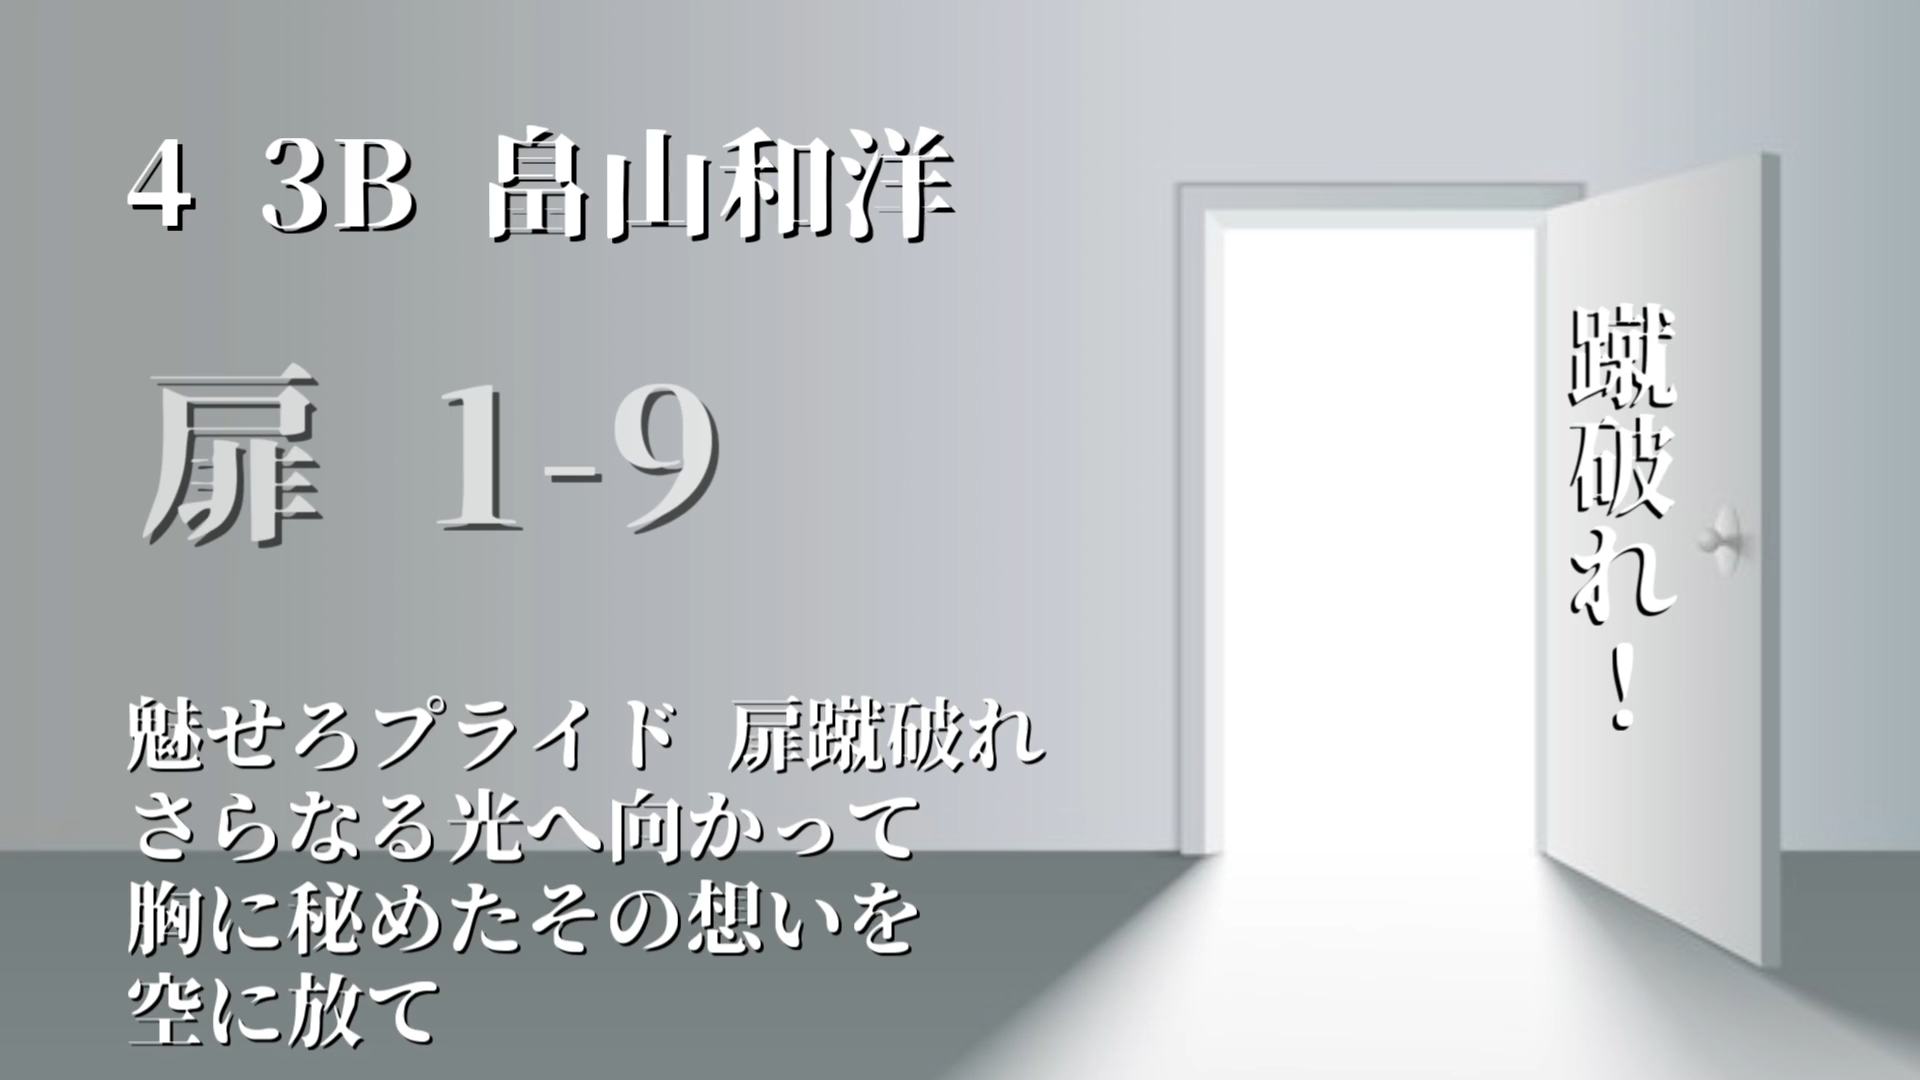 4 3B 畠山和洋
扉 1-9
魅せろプライド 扉蹴破れ
さらなる光へ向かって
胸に秘めたその想いを
空に放て
蹴破れ!